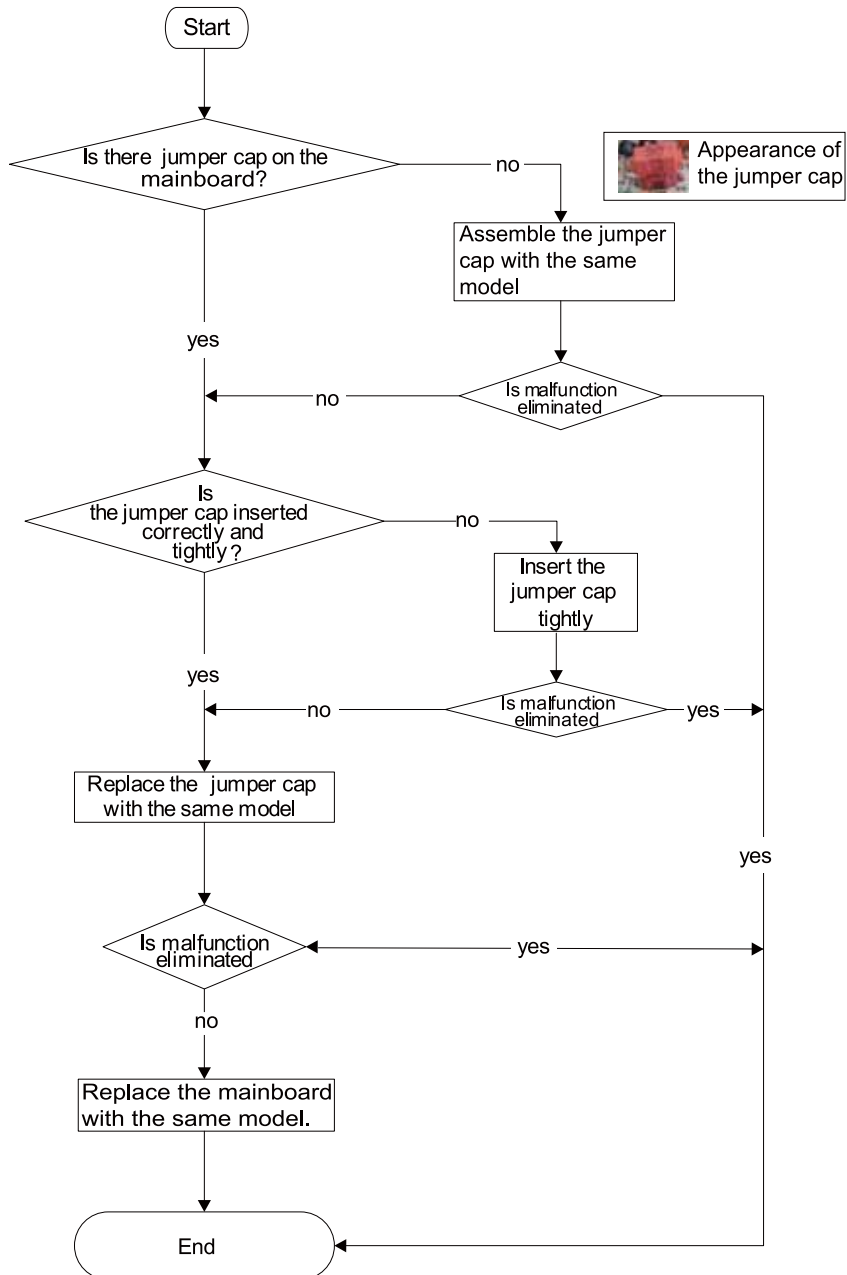 Start
Is there jumper cap on the
mainboard?
no
Appearance of
the jumper cap
Assemble the jumper
cap with the same
model
yes
Is malfunction
eliminated
no
Is
the jumper cap inserted
correctly and
tightly?
no
Insert the
jumper cap
tightly
yes
Is malfunction
eliminated
no
yes
Replace the jumper cap
with the same model
yes
Is malfunction
eliminated
yes
no
Replace the mainboard
with the same model.
End